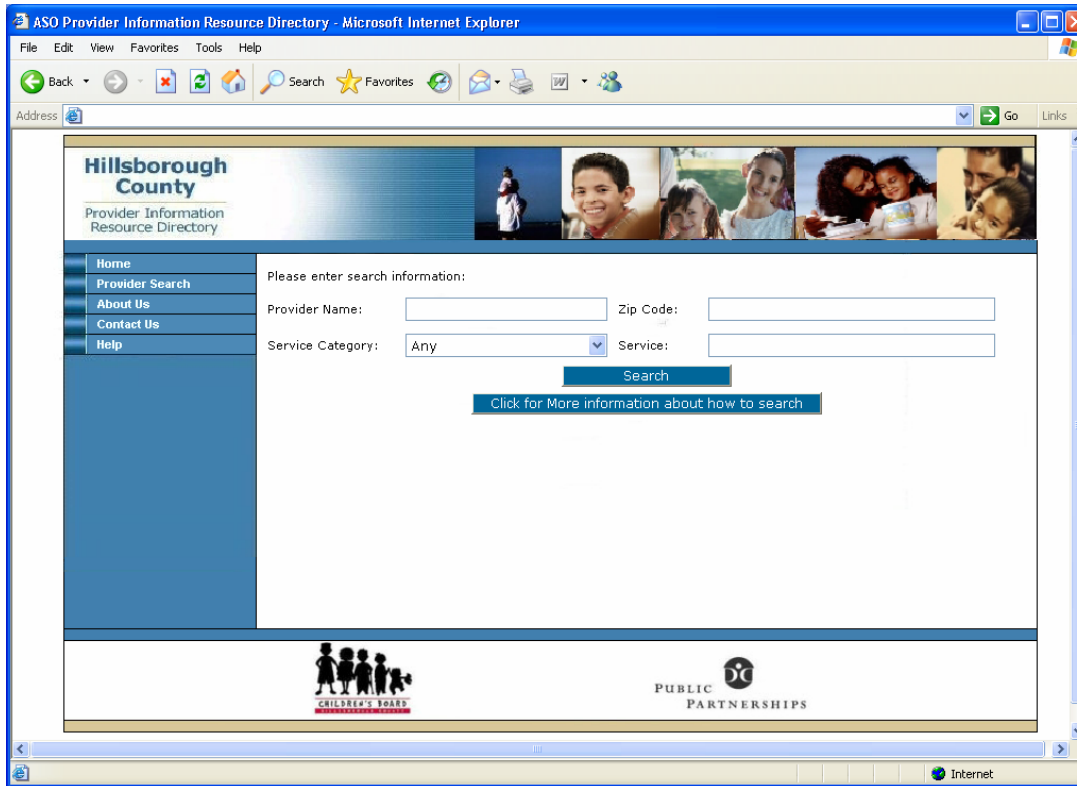 ASO Provider Information Resource Directory - Microsoft Internet Explorer
File Edit View Favorites Tools Help
Back Search Favorites
Address Go Links
Hillsborough
County
Provider Information
Resource Directory
Home
Provider Search
About Us
Contact Us
Help
Please enter search information:
Provider Name: Zip Code:
Service Category: Any Service:
Search
Click for More information about how to search
CHILDREN'S BOARD
HILLSBOROUGH COUNTY
PUBLIC
PARTNERSHIPS
Internet